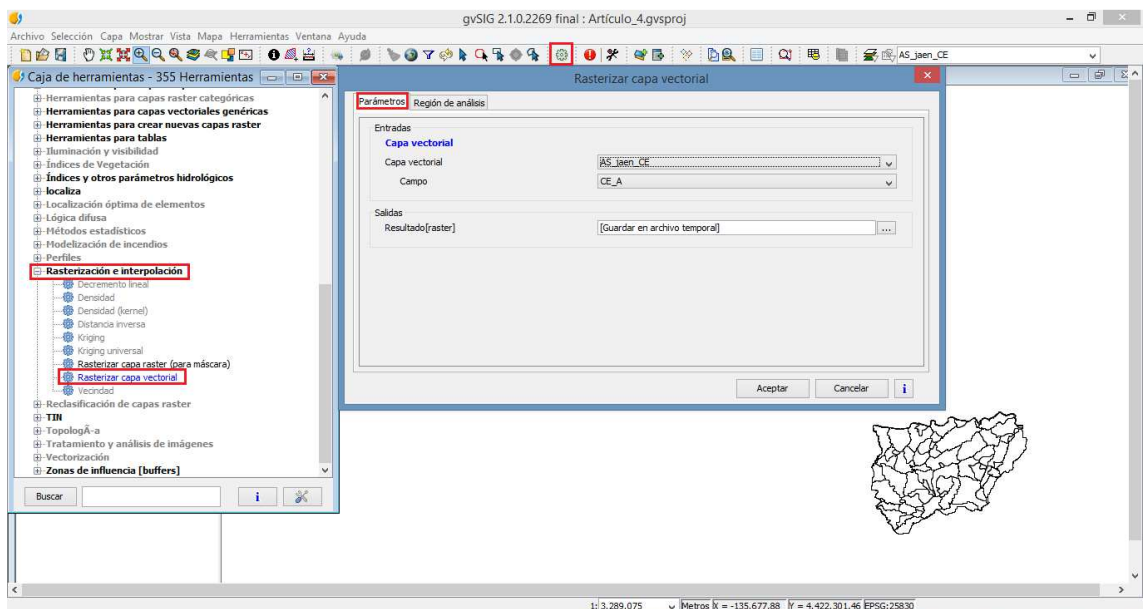 gvSIG 2.1.0.2269 final : Artículo_4.gvsproj
Archivo Selección Capa Mostrar Vista Mapa Herramientas Ventana Ayuda
AS_jaen_CE
Caja de herramientas - 355 Herramientas
Herramientas para capas raster categóricas
Herramientas para capas vectoriales genéricas
Herramientas para crear nuevas capas raster
Herramientas para tablas
Iluminación y visibilidad
Índices de Vegetación
Índices y otros parámetros hidrológicos
localiza
Localización óptima de elementos
Lógica difusa
Métodos estadísticos
Modelización de incendios
Perfiles
Rasterización e interpolación
Decremento lineal
Densidad
Densidad (kernel)
Distancia inversa
Kriging
Kriging universal
Rasterizar capa raster (para máscara)
Rasterizar capa vectorial
Vecindad
Reclasificación de capas raster
TIN
TopologÃ-a
Tratamiento y análisis de imágenes
Vectorización
Zonas de influencia [buffers]
Buscar
i
Rasterizar capa vectorial
Parámetros Región de análisis
Entradas
Capa vectorial
Capa vectorial AS_jaen_CE
Campo CE_A
Salidas
Resultado[raster] [Guardar en archivo temporal] ...
Aceptar Cancelar i
1: 3.289.075 Metros X = -135.677,88 Y = 4.422.301,46 EPSG:25830